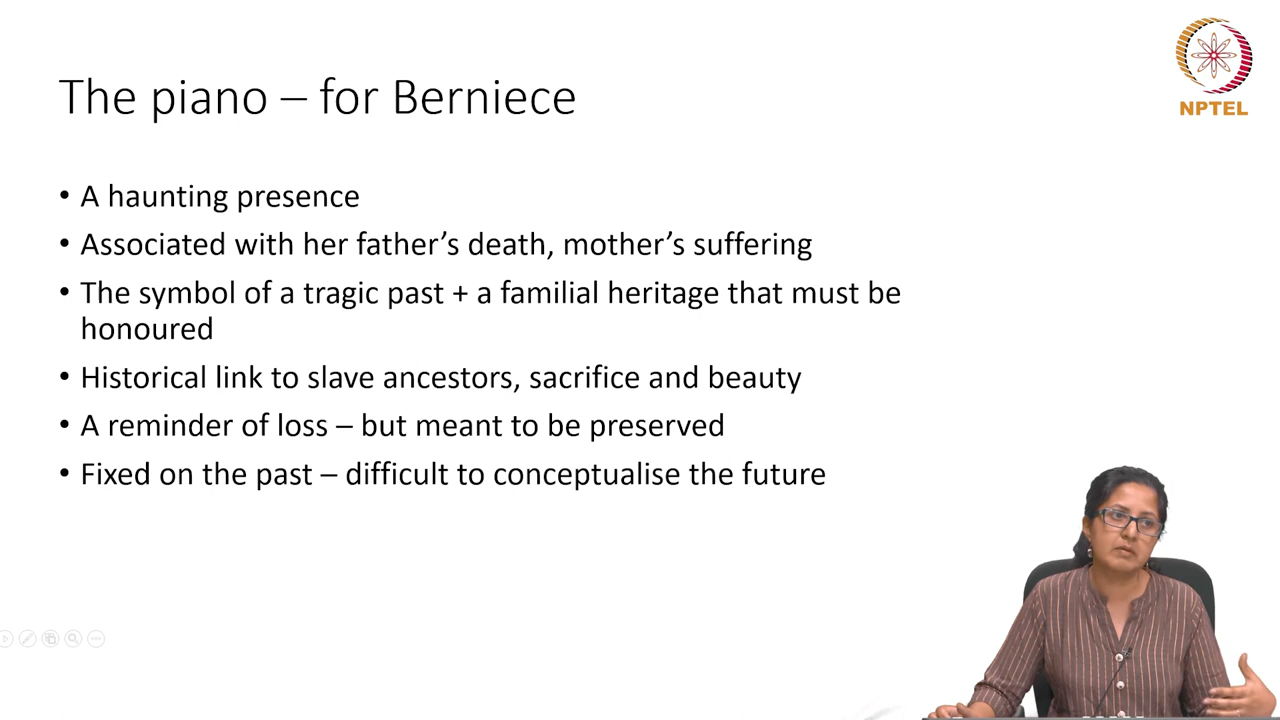 NPTEL
The piano – for Berniece
• A haunting presence
• Associated with her father’s death, mother’s suffering
• The symbol of a tragic past + a familial heritage that must be
honoured
• Historical link to slave ancestors, sacrifice and beauty
• A reminder of loss – but meant to be preserved
• Fixed on the past – difficult to conceptualise the future